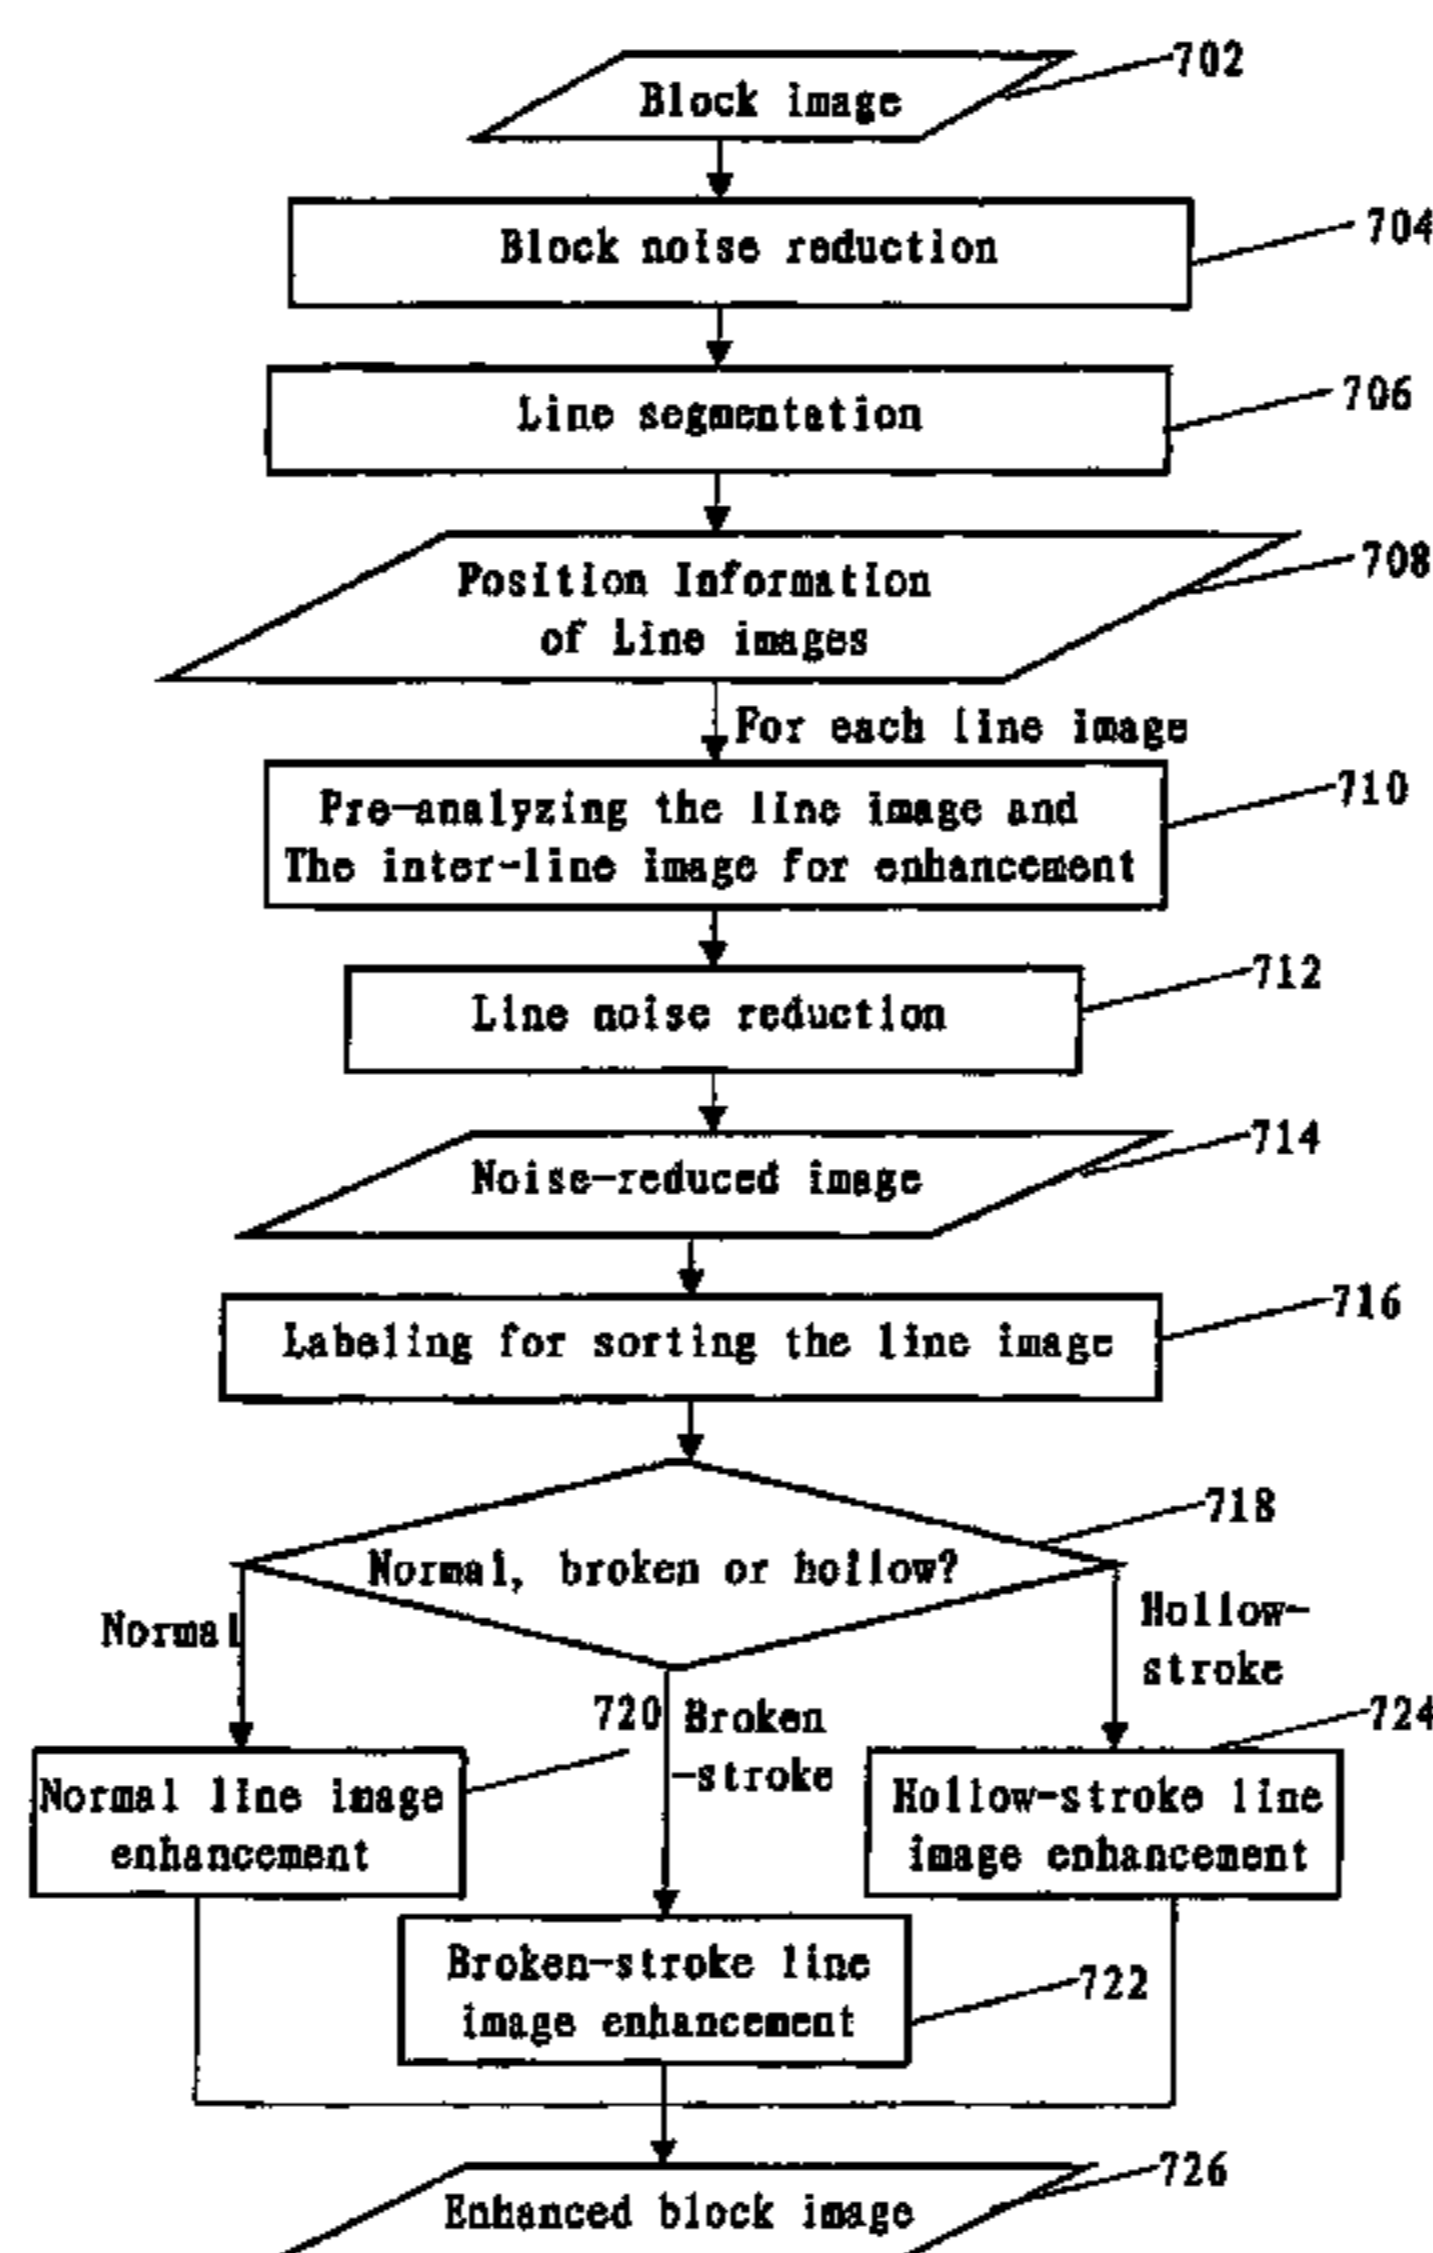 702
Block image
704
Block noise reduction
706
Line segmentation
708
Position Information
of Line images
For each line image
710
Pre-analyzing the line image and
The inter-line image for enhancement
712
Line noise reduction
714
Noise-reduced image
716
Labeling for sorting the line image
718
Normal, broken or hollow?
Normal
Hollow-
stroke
720
Broken
-stroke
724
Normal line image
enhancement
Hollow-stroke line
image enhancement
Broken-stroke line
image enhancement
722
726
Enhanced block image